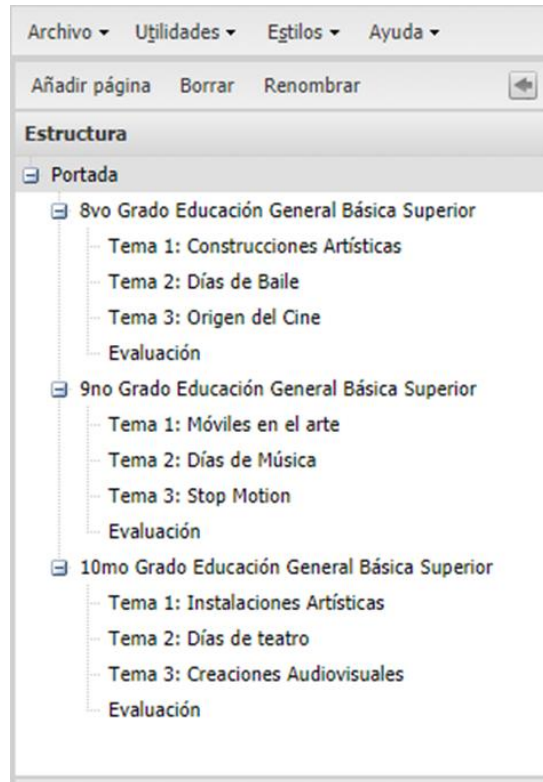 Archivo Utilidades Estilos Ayuda
Añadir página Borrar Renombrar
Estructura
Portada
8vo Grado Educación General Básica Superior
Tema 1: Construcciones Artísticas
Tema 2: Días de Baile
Tema 3: Origen del Cine
Evaluación
9no Grado Educación General Básica Superior
Tema 1: Móviles en el arte
Tema 2: Días de Música
Tema 3: Stop Motion
Evaluación
10mo Grado Educación General Básica Superior
Tema 1: Instalaciones Artísticas
Tema 2: Días de teatro
Tema 3: Creaciones Audiovisuales
Evaluación